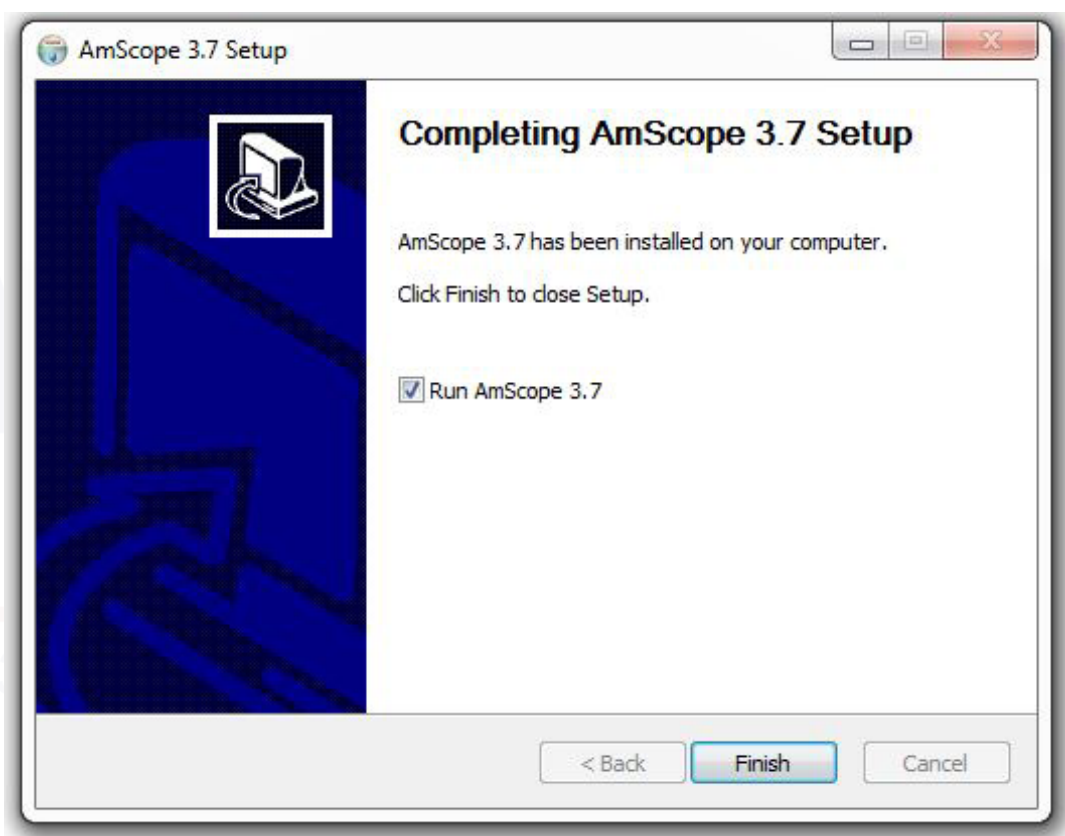 AmScope 3.7 Setup
Completing AmScope 3.7 Setup
AmScope 3.7 has been installed on your computer.
Click Finish to close Setup.
Run AmScope 3.7
< Back Finish Cancel